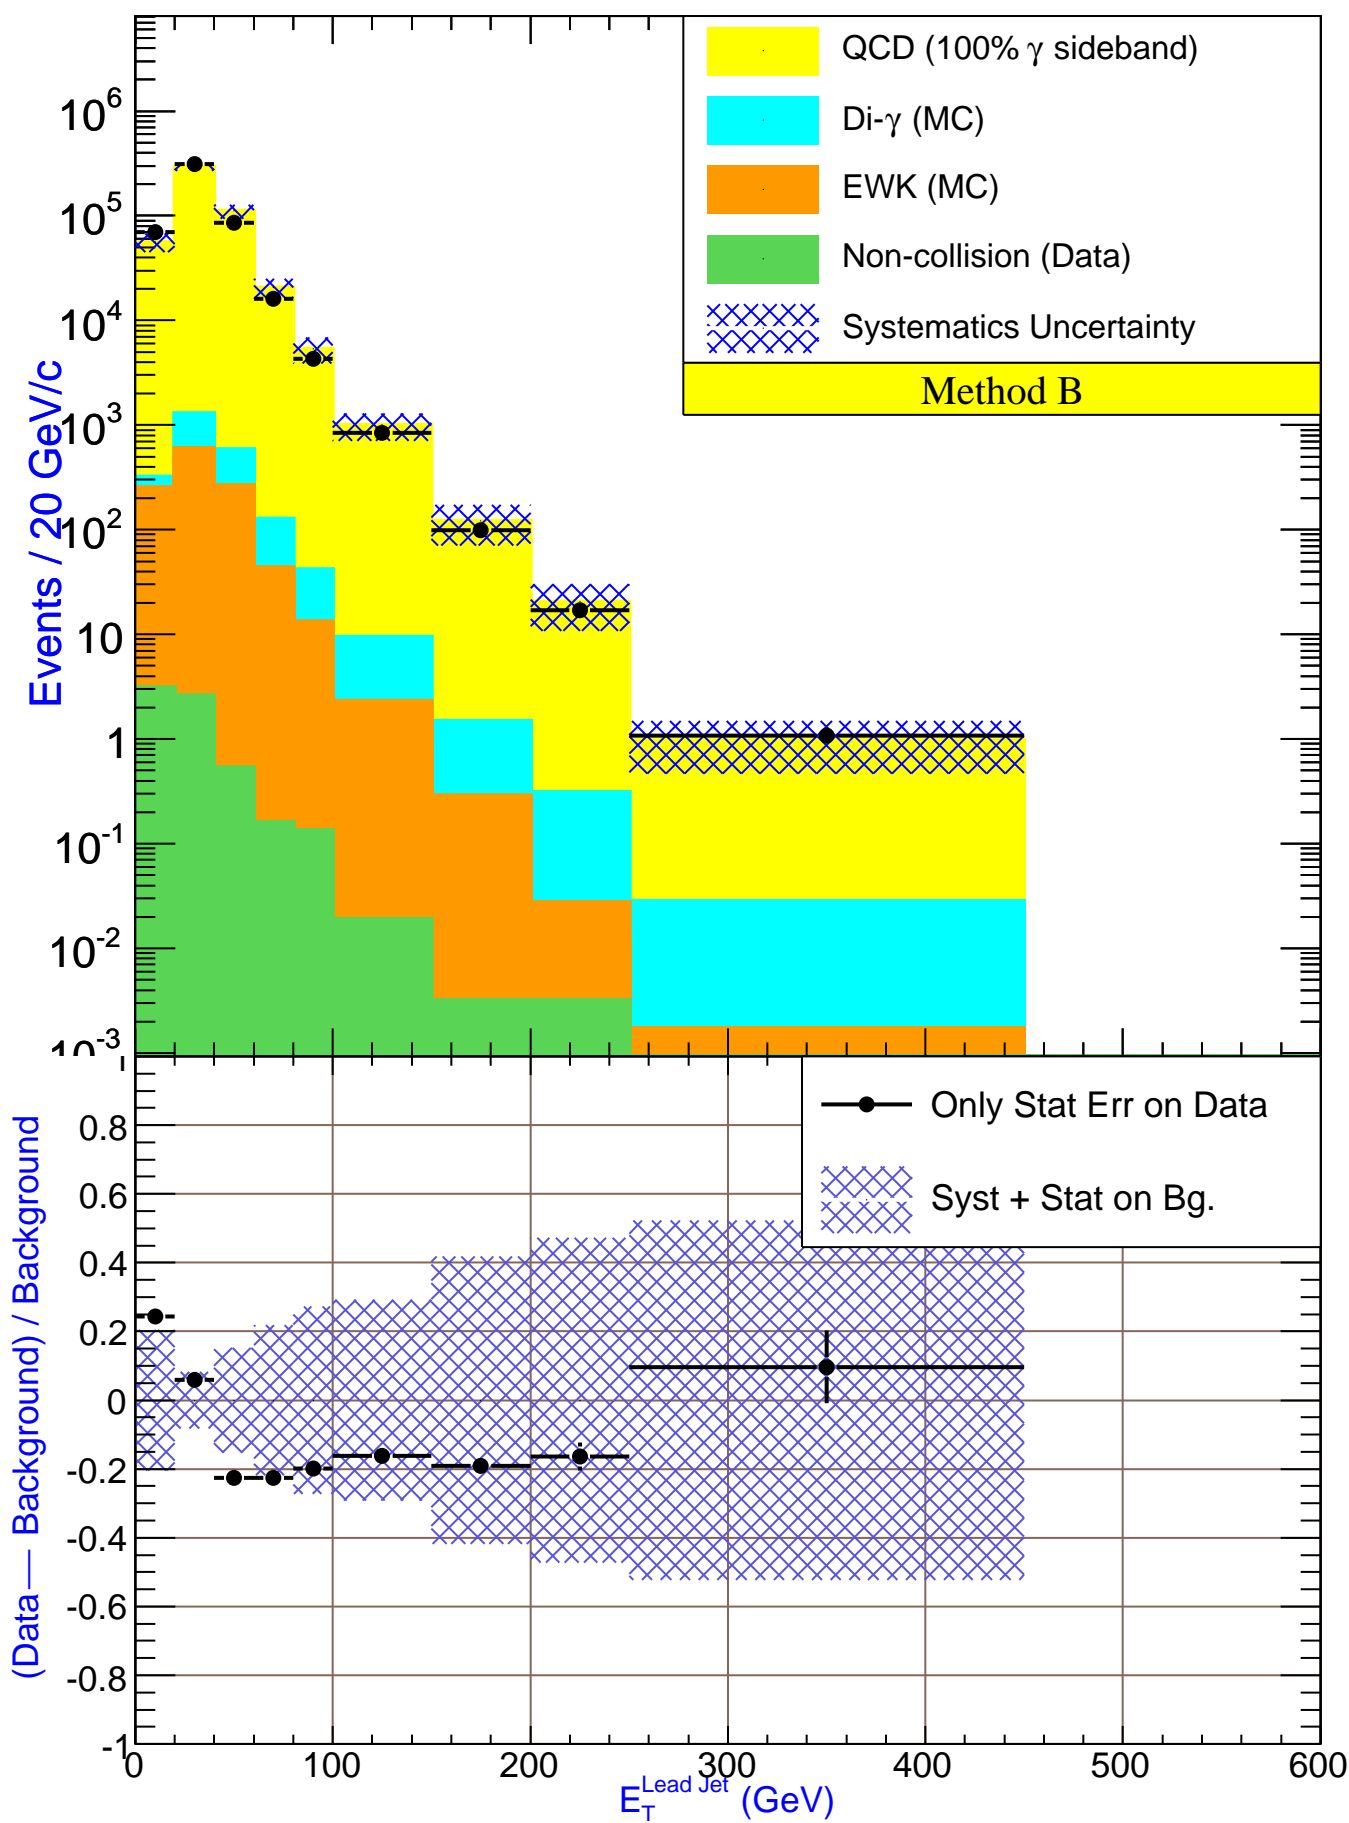 QCD (100% γ sideband)
Di-γ (MC)
EWK (MC)
Non-collision (Data)
Systematics Uncertainty
Method B
Events / 20 GeV/c
10^6
10^5
10^4
10^3
10^2
10
1
10^-1
10^-2
10^-3
Only Stat Err on Data
Syst + Stat on Bg.
(Data— Background) / Background
1
0.8
0.6
0.4
0.2
0
-0.2
-0.4
-0.6
-0.8
-1
0 100 200 300 400 500 600
E_T^Lead Jet (GeV)